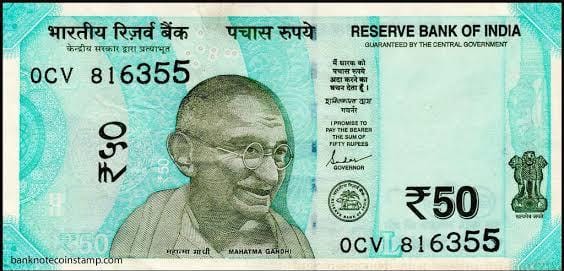 भारतीय रिज़र्व बैंक
केन्द्रीय सरकार द्वारा प्रत्याभूत
पचास रुपये
RESERVE BANK OF INDIA
GUARANTEED BY THE CENTRAL GOVERNMENT
0CV 816355
मैं धारक को
पचास रुपये
अदा करने का
वचन देता हूँ।
गवर्नर
I PROMISE TO
PAY THE BEARER
THE SUM OF
FIFTY RUPEES
GOVERNOR
₹५०
₹50
₹50
सत्यमेव जयते
महात्मा गांधी
MAHATMA GANDHI
0CV L 816355
banknotecoinstamp.com